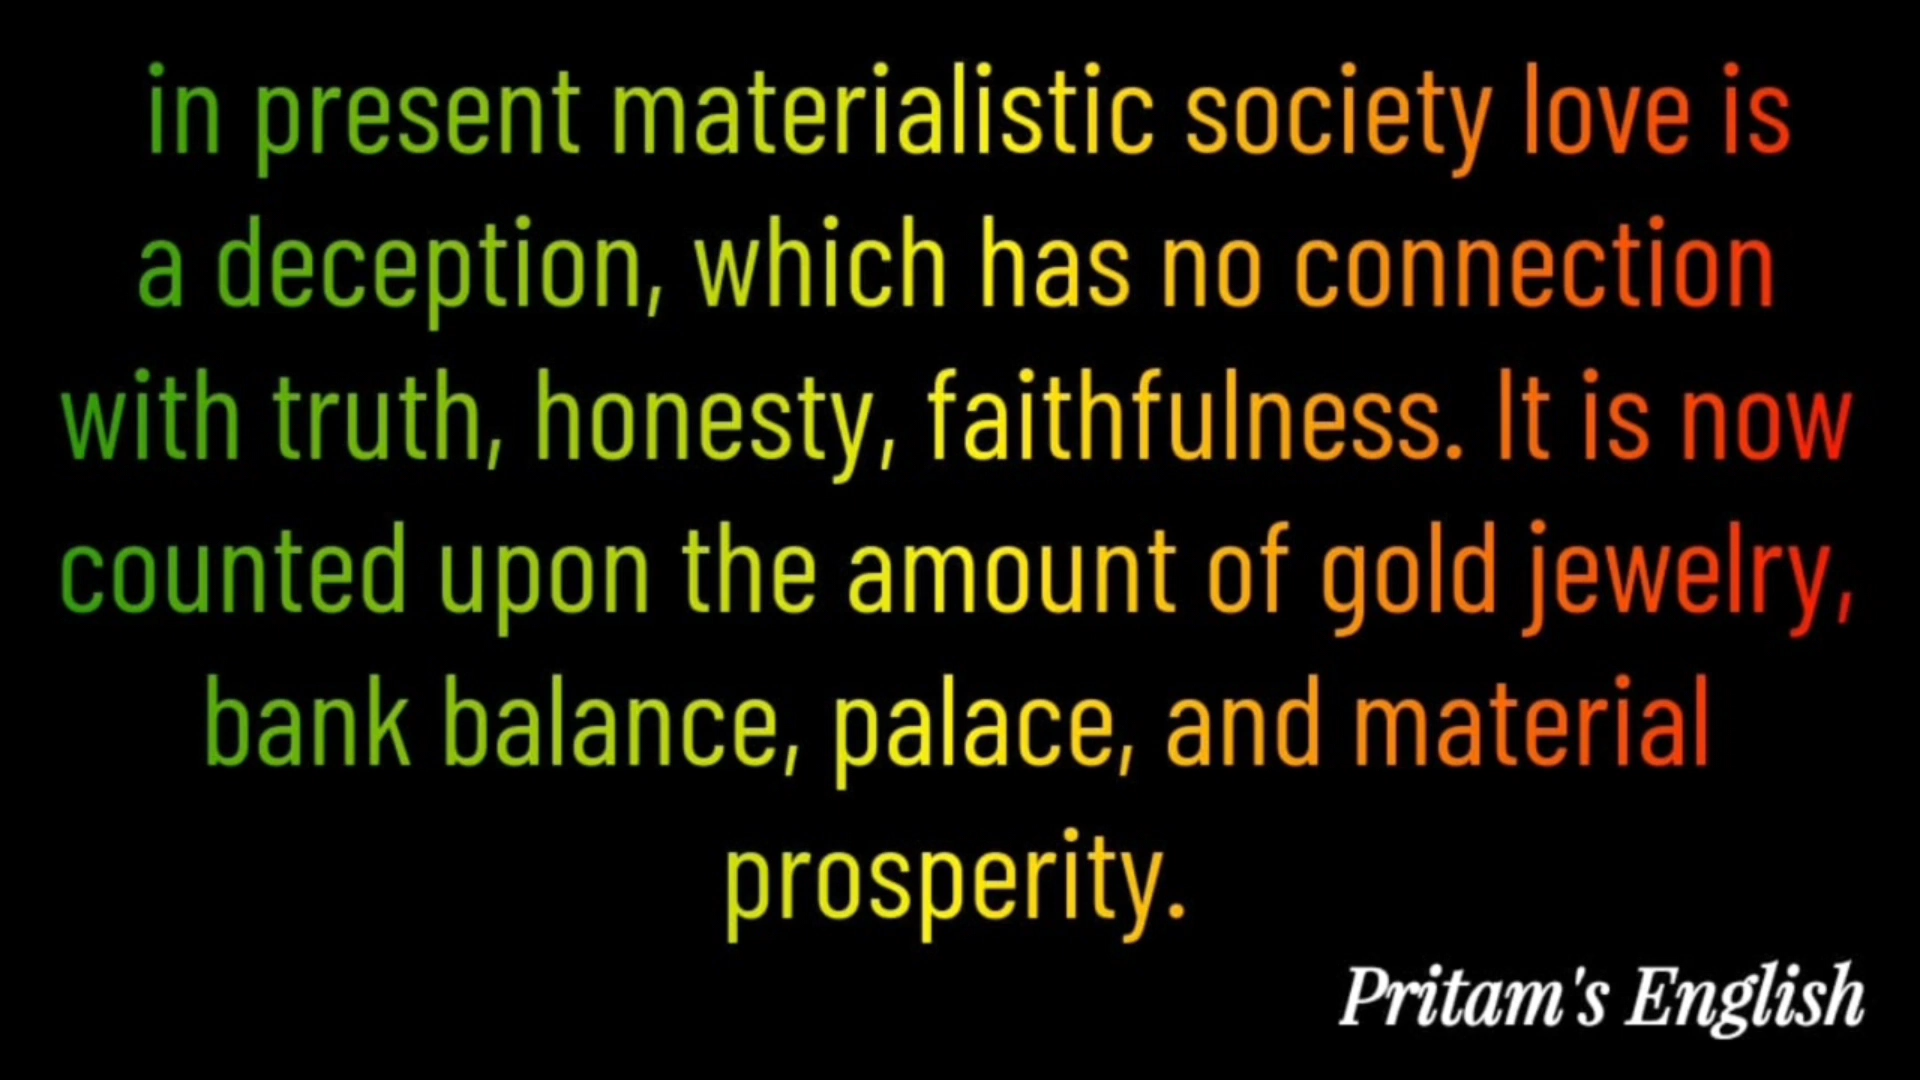 in present materialistic society love is
a deception, which has no connection
with truth, honesty, faithfulness. It is now
counted upon the amount of gold jewelry,
bank balance, palace, and material
prosperity.
Pritam's English